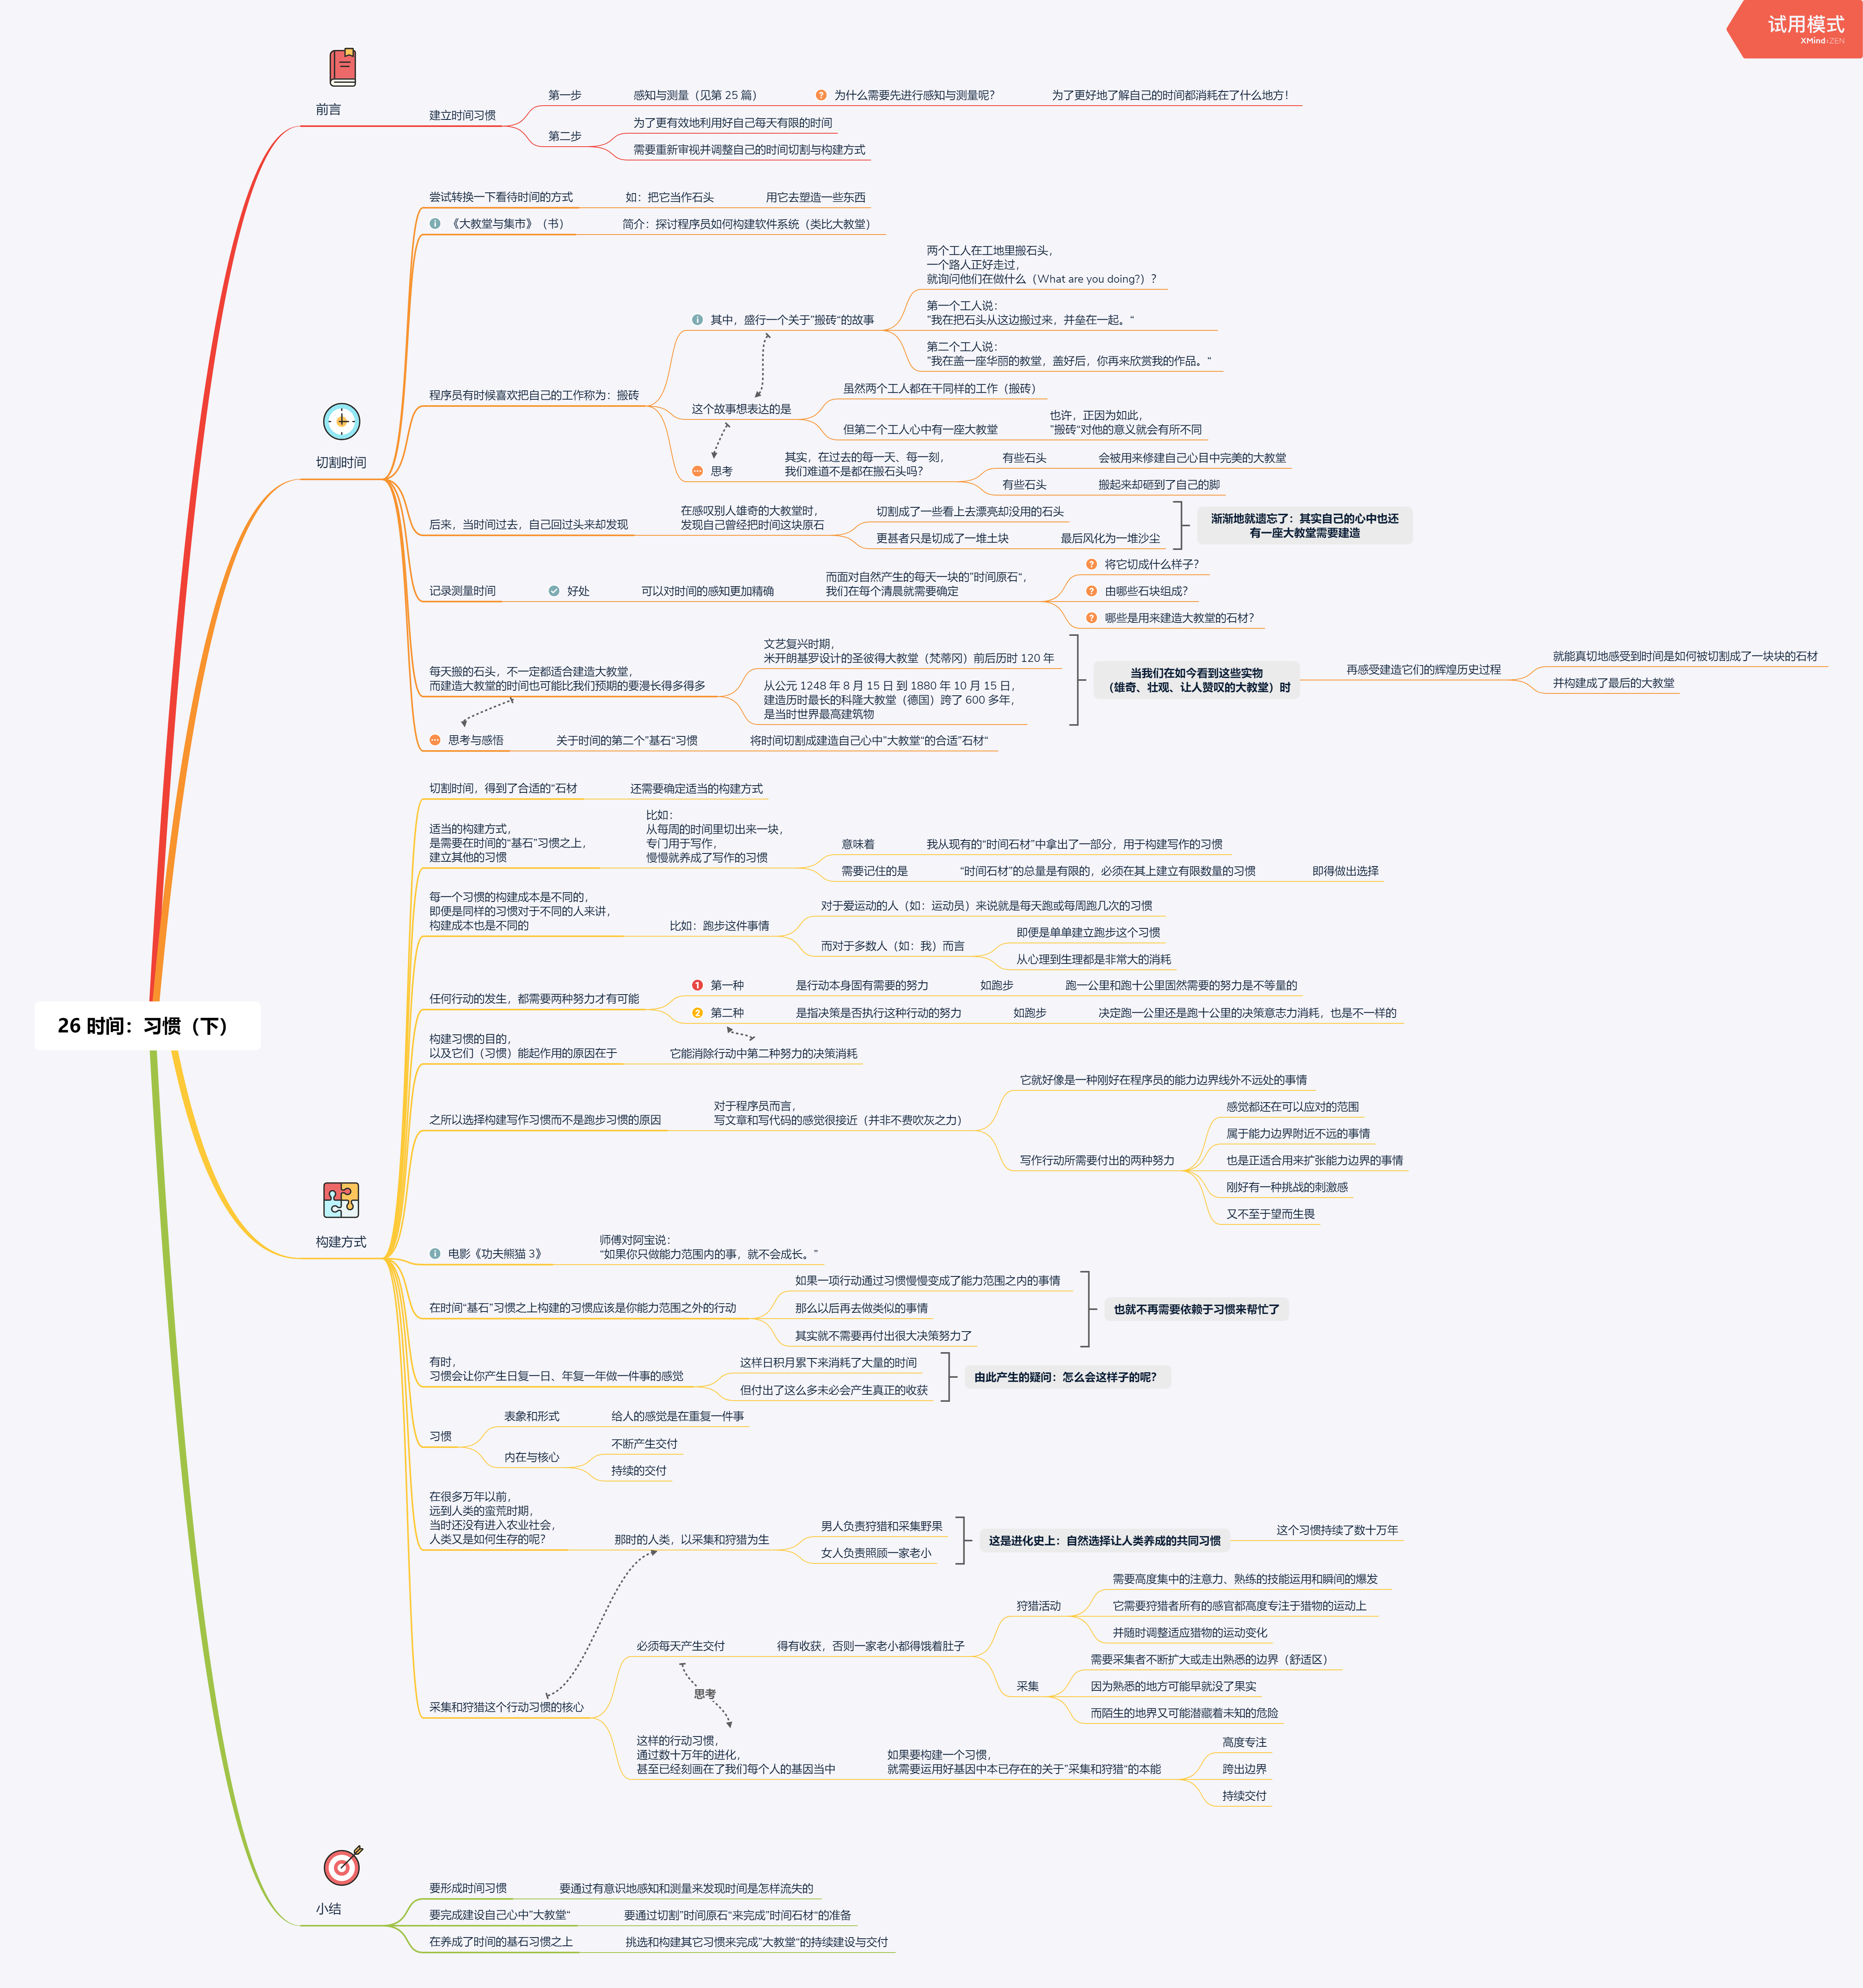 试用模式
XMind:ZEN
26 时间：习惯（下）
前言
建立时间习惯
第一步
感知与测量（见第 25 篇）
为什么需要先进行感知与测量呢？
为了更好地了解自己的时间都消耗在了什么地方！
第二步
为了更有效地利用好自己每天有限的时间
需要重新审视并调整自己的时间切割与构建方式
切割时间
尝试转换一下看待时间的方式
如：把它当作石头
用它去塑造一些东西
《大教堂与集市》（书）
简介：探讨程序员如何构建软件系统（类比大教堂）
程序员有时候喜欢把自己的工作称为：搬砖
其中，盛行一个关于"搬砖"的故事
两个工人在工地里搬石头，
一个路人正好走过，
就询问他们在做什么（What are you doing?）？
第一个工人说：
"我在把石头从这边搬过来，并垒在一起。"
第二个工人说：
"我在盖一座华丽的教堂，盖好后，你再来欣赏我的作品。"
这个故事想表达的是
虽然两个工人都在干同样的工作（搬砖）
但第二个工人心中有一座大教堂
也许，正因为如此，
"搬砖"对他的意义就会有所不同
思考
其实，在过去的每一天、每一刻，
我们难道不是都在搬石头吗？
有些石头
会被用来修建自己心目中完美的大教堂
有些石头
搬起来却砸到了自己的脚
后来，当时间过去，自己回过头来却发现
在感叹别人雄奇的大教堂时，
发现自己曾经把时间这块原石
切割成了一些看上去漂亮却没用的石头
更甚者只是切成了一堆土块
最后风化为一堆沙尘
渐渐地就遗忘了：其实自己的心中也还
有一座大教堂需要建造
记录测量时间
好处
可以对时间的感知更加精确
而面对自然产生的每天一块的"时间原石"，
我们在每个清晨就需要确定
将它切成什么样子？
由哪些石块组成？
哪些是用来建造大教堂的石材？
每天搬的石头，不一定都适合建造大教堂，
而建造大教堂的时间也可能比我们预期的要漫长得多得多
文艺复兴时期，
米开朗基罗设计的圣彼得大教堂（梵蒂冈）前后历时 120 年
从公元 1248 年 8 月 15 日 到 1880 年 10 月 15 日，
建造历时最长的科隆大教堂（德国）跨了 600 多年，
是当时世界最高建筑物
当我们在如今看到这些实物
（雄奇、壮观、让人赞叹的大教堂）时
再感受建造它们的辉煌历史过程
就能真切地感受到时间是如何被切割成了一块块的石材
并构建成了最后的大教堂
思考与感悟
关于时间的第二个"基石"习惯
将时间切割成建造自己心中"大教堂"的合适"石材"
构建方式
切割时间，得到了合适的"石材
还需要确定适当的构建方式
适当的构建方式，
是需要在时间的“基石”习惯之上，
建立其他的习惯
比如：
从每周的时间里切出来一块，
专门用于写作，
慢慢就养成了写作的习惯
意味着
我从现有的“时间石材”中拿出了一部分，用于构建写作的习惯
需要记住的是
“时间石材”的总量是有限的，必须在其上建立有限数量的习惯
即得做出选择
每一个习惯的构建成本是不同的，
即便是同样的习惯对于不同的人来讲，
构建成本也是不同的
比如：跑步这件事情
对于爱运动的人（如：运动员）来说就是每天跑或每周跑几次的习惯
而对于多数人（如：我）而言
即便是单单建立跑步这个习惯
从心理到生理都是非常大的消耗
任何行动的发生，都需要两种努力才有可能
1 第一种
是行动本身固有需要的努力
如跑步
跑一公里和跑十公里固然需要的努力是不等量的
2 第二种
是指决策是否执行这种行动的努力
如跑步
决定跑一公里还是跑十公里的决策意志力消耗，也是不一样的
构建习惯的目的，
以及它们（习惯）能起作用的原因在于
它能消除行动中第二种努力的决策消耗
之所以选择构建写作习惯而不是跑步习惯的原因
对于程序员而言，
写文章和写代码的感觉很接近（并非不费吹灰之力）
它就好像是一种刚好在程序员的能力边界线外不远处的事情
写作行动所需要付出的两种努力
感觉都还在可以应对的范围
属于能力边界附近不远的事情
也是正适合用来扩张能力边界的事情
刚好有一种挑战的刺激感
又不至于望而生畏
电影《功夫熊猫 3》
师傅对阿宝说：
“如果你只做能力范围内的事，就不会成长。”
在时间“基石”习惯之上构建的习惯应该是你能力范围之外的行动
如果一项行动通过习惯慢慢变成了能力范围之内的事情
那么以后再去做类似的事情
其实就不需要再付出很大决策努力了
也就不再需要依赖于习惯来帮忙了
有时，
习惯会让你产生日复一日、年复一年做一件事的感觉
这样日积月累下来消耗了大量的时间
但付出了这么多未必会产生真正的收获
由此产生的疑问：怎么会这样子的呢？
习惯
表象和形式
给人的感觉是在重复一件事
内在与核心
不断产生交付
持续的交付
在很多万年以前，
远到人类的蛮荒时期，
当时还没有进入农业社会，
人类又是如何生存的呢？
那时的人类，以采集和狩猎为生
男人负责狩猎和采集野果
女人负责照顾一家老小
这是进化史上：自然选择让人类养成的共同习惯
这个习惯持续了数十万年
采集和狩猎这个行动习惯的核心
必须每天产生交付
得有收获，否则一家老小都得饿着肚子
狩猎活动
需要高度集中的注意力、熟练的技能运用和瞬间的爆发
它需要狩猎者所有的感官都高度专注于猎物的运动上
并随时调整适应猎物的运动变化
采集
需要采集者不断扩大或走出熟悉的边界（舒适区）
因为熟悉的地方可能早就没了果实
而陌生的地界又可能潜藏着未知的危险
思考
这样的行动习惯，
通过数十万年的进化，
甚至已经刻画在了我们每个人的基因当中
如果要构建一个习惯，
就需要运用好基因中本已存在的关于"采集和狩猎"的本能
高度专注
跨出边界
持续交付
小结
要形成时间习惯
要通过有意识地感知和测量来发现时间是怎样流失的
要完成建设自己心中"大教堂"
要通过切割"时间原石"来完成"时间石材"的准备
在养成了时间的基石习惯之上
挑选和构建其它习惯来完成"大教堂"的持续建设与交付